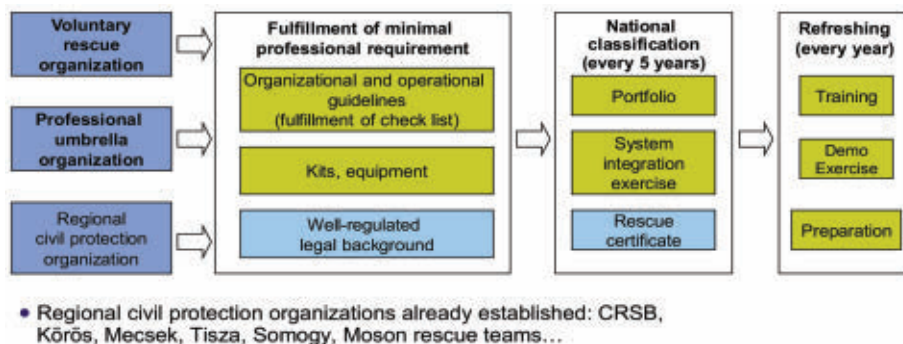 Voluntary
rescue
organization
Professional
umbrella
organization
Regional
civil protection
organization
Fulfillment of minimal
professional requirement
Organizational and operational
guidelines
(fulfillment of check list)
Kits, equipment
Well-regulated
legal background
National
classification
(every 5 years)
Portfolio
System
integration
exercise
Rescue
certificate
Refreshing
(every year)
Training
Demo
Exercise
Preparation
• Regional civil protection organizations already established: CRSB,
Kőrös, Mecsek, Tisza, Somogy, Moson rescue teams...